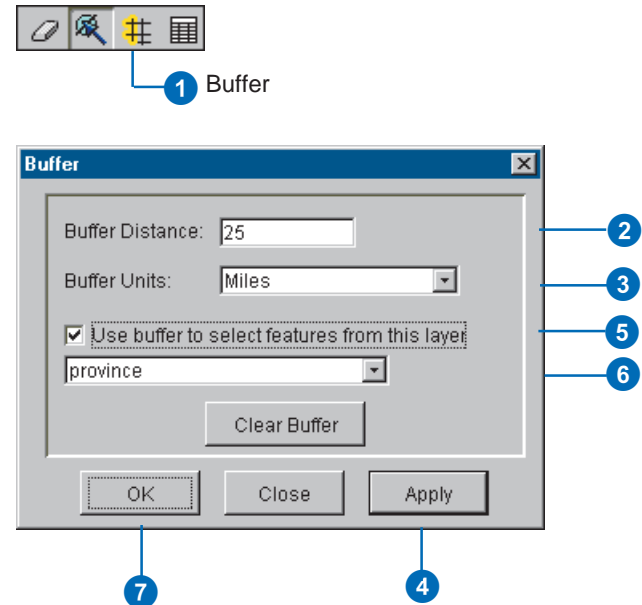 1 Buffer
Buffer
Buffer Distance: 25 2
Buffer Units: Miles 3
Use buffer to select features from this layer 5
province 6
Clear Buffer
OK Close Apply
7 4